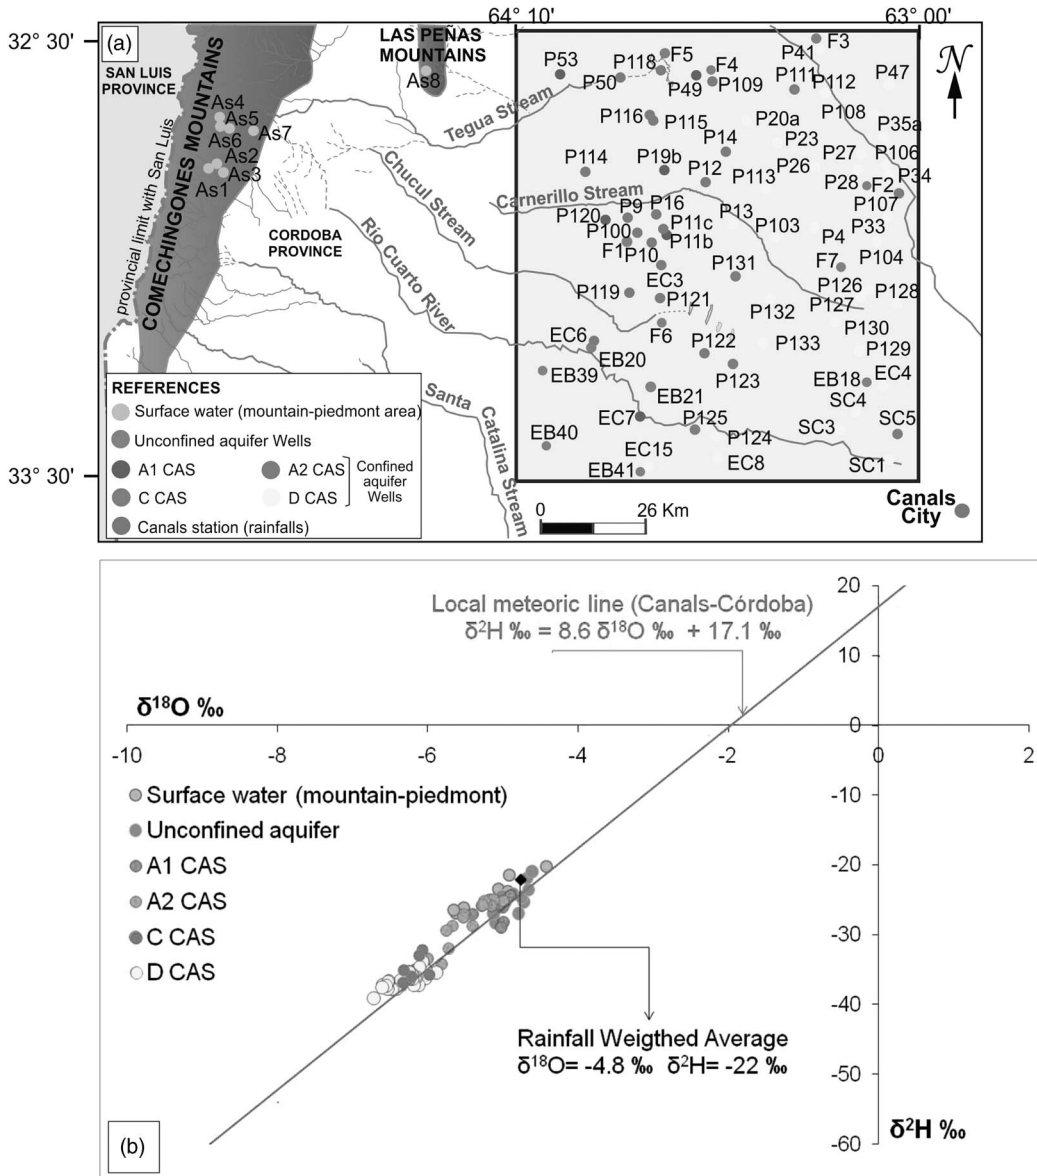 64°10'
63°00'
32° 30'
(a)
SAN LUIS
PROVINCE
LAS PEÑAS
MOUNTAINS
As8
As4
As5
As6
As7
As2
As3
As1
COMECHINGONES MOUNTAINS
provincial limit with San Luis
CORDOBA
PROVINCE
Tegua Stream
Chucul Stream
Carnerillo Stream
Río Cuarto River
Santa
Catalina Stream
N
P53
P118
F5
P50
P49
F4
P109
P41
F3
P111
P112
P47
P116
P115
P20a
P108
P35a
P14
P23
P114
P19b
P12
P113
P26
P27
P106
P28
F2
P34
P107
P120
P9
P16
P100
P11c
P13
P103
P33
F1
P10
P11b
P4
EC3
P131
F7
P104
P126
P119
P121
P127
P128
P132
F6
P130
EC6
P122
P133
P129
EB20
EB39
P123
EB18
EC4
EB21
SC4
EC7
P125
SC3
SC5
EB40
P124
EC15
EC8
SC1
EB41
33° 30'
REFERENCES
Surface water (mountain-piedmont area)
Unconfined aquifer Wells
A1 CAS
A2 CAS
C CAS
D CAS
Confined
aquifer
Wells
Canals station (rainfalls)
0
26 Km
Canals
City
Local meteoric line (Canals-Córdoba)
δ²H ‰ = 8.6 δ¹⁸O ‰ + 17.1 ‰
20
10
δ¹⁸O ‰
0
-10
-8
-6
-4
-2
0
2
-10
Surface water (mountain-piedmont)
Unconfined aquifer
A1 CAS
A2 CAS
C CAS
D CAS
-20
-30
-40
-50
-60
Rainfall Weigthed Average
δ¹⁸O= -4.8 ‰ δ²H= -22 ‰
δ²H ‰
(b)